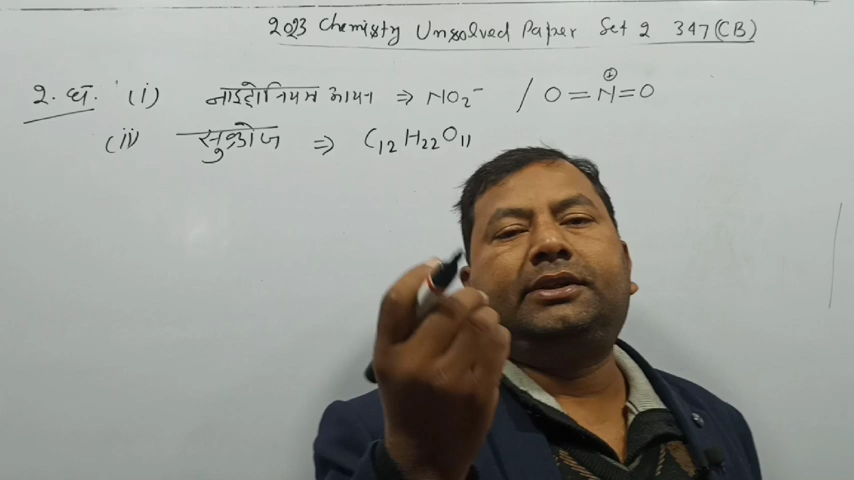 2023 Chemistry Unsolved Paper Set 2 347(CB)
2. घ. (i) नाइट्रोनियम आयन ⇒ NO₂⁻ / O=N⊕=O
(ii) सुक्रोज ⇒ C₁₂H₂₂O₁₁